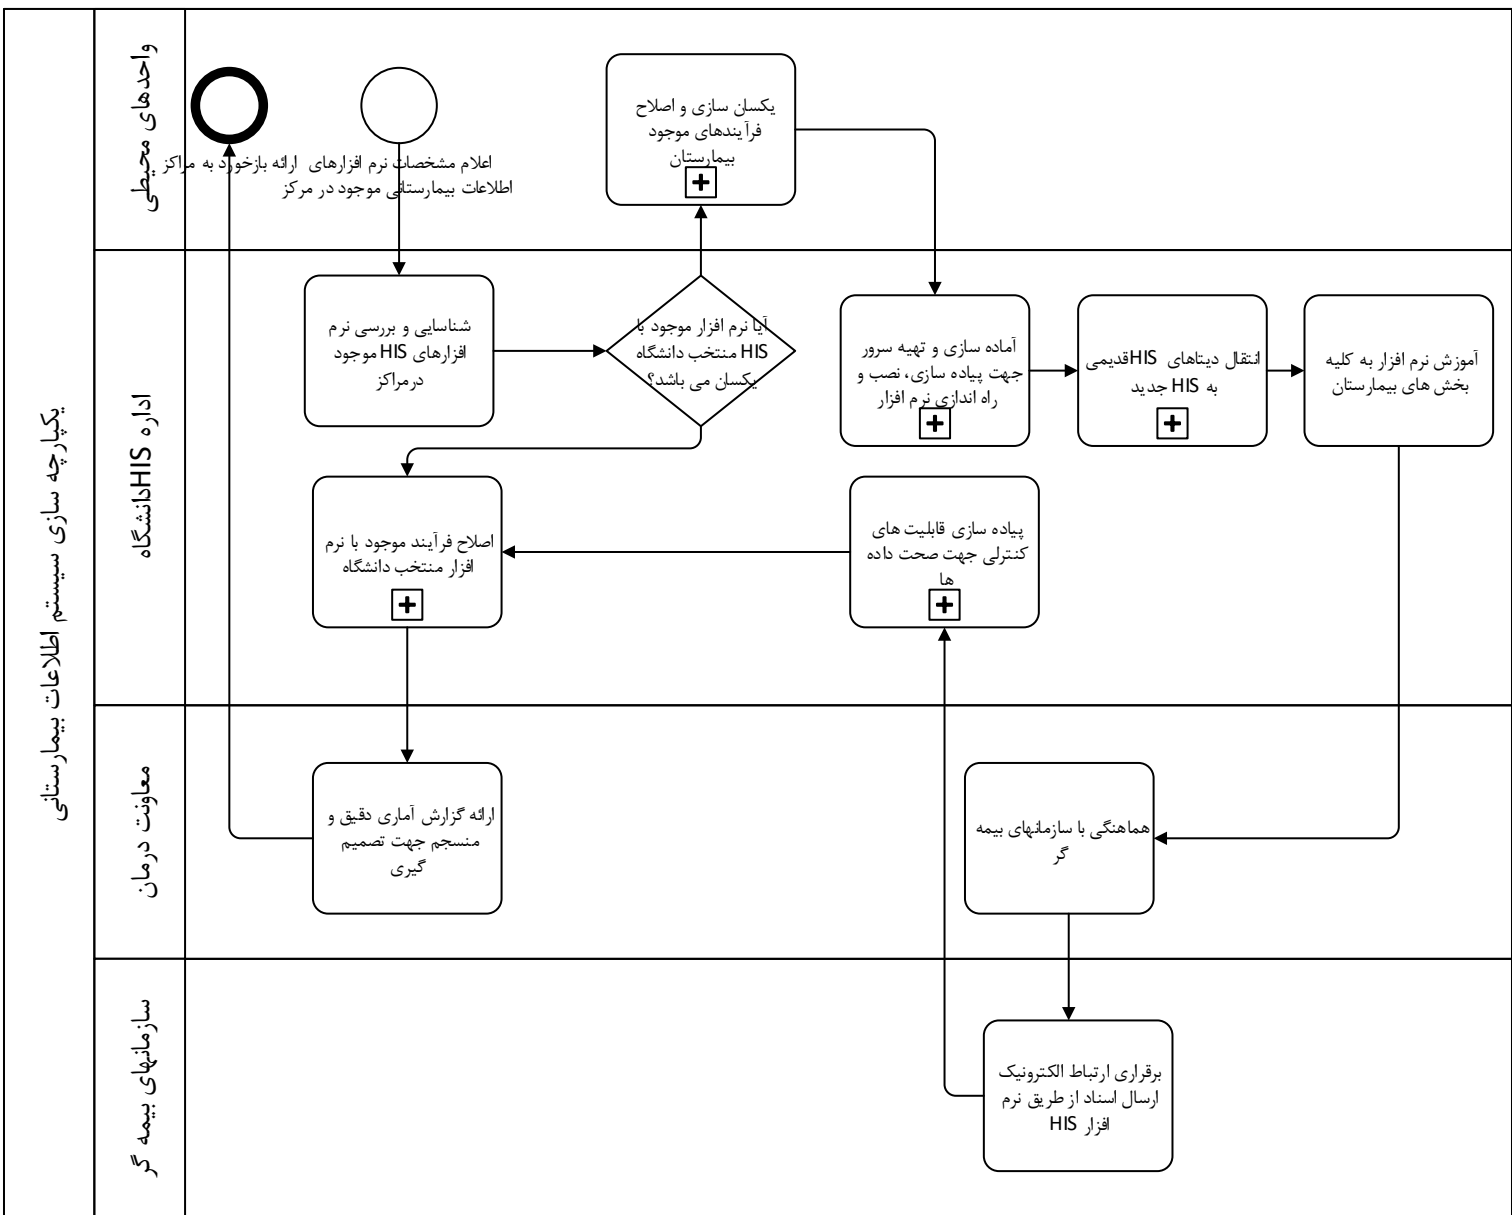 یکپارچه سازی سیستم اطلاعات بیمارستانی
واحدهای محیطی
اعلام مشخصات نرم افزارهای
اطلاعات بیمارستانی موجود در مرکز
ارائه بازخورد به مراکز
یکسان سازی و اصلاح
فرآیندهای موجود
بیمارستان
اداره HISدانشگاه
شناسایی و بررسی نرم
افزارهای HIS موجود
درمراکز
آیا نرم افزار موجود با
HIS منتخب دانشگاه
یکسان می باشد؟
آماده سازی و تهیه سرور
جهت پیاده سازی، نصب و
راه اندازی نرم افزار
انتقال دیتاهای HISقدیمی
به HIS جدید
آموزش نرم افزار به کلیه
بخش های بیمارستان
اصلاح فرآیند موجود با نرم
افزار منتخب دانشگاه
پیاده سازی قابلیت های
کنترلی جهت صحت داده
ها
معاونت درمان
ارائه گزارش آماری دقیق و
منسجم جهت تصمیم
گیری
هماهنگی با سازمانهای بیمه
گر
سازمانهای بیمه گر
برقراری ارتباط الکترونیک
ارسال اسناد از طریق نرم
افزار HIS